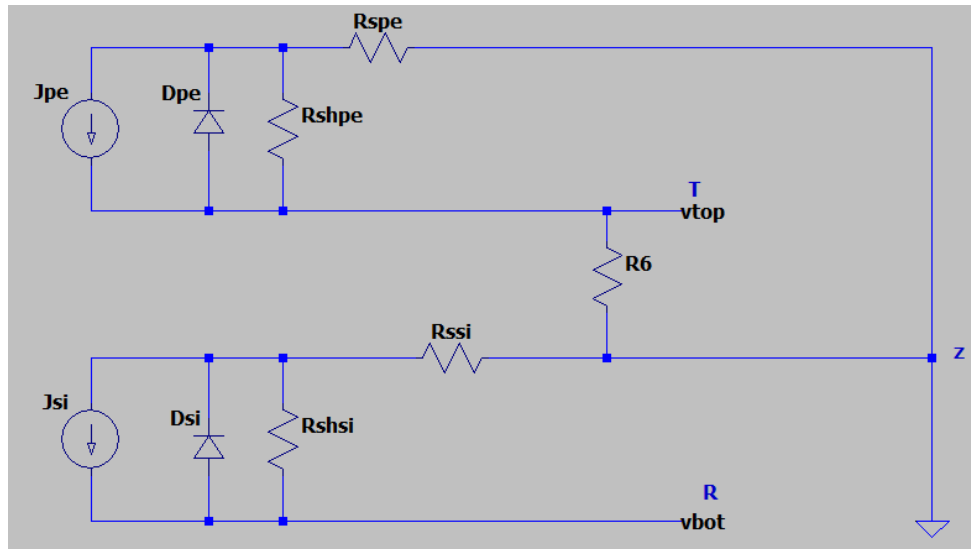 Rspe
Jpe
Dpe
Rshpe
T
vtop
R6
Rssi
z
Jsi
Dsi
Rshsi
R
vbot